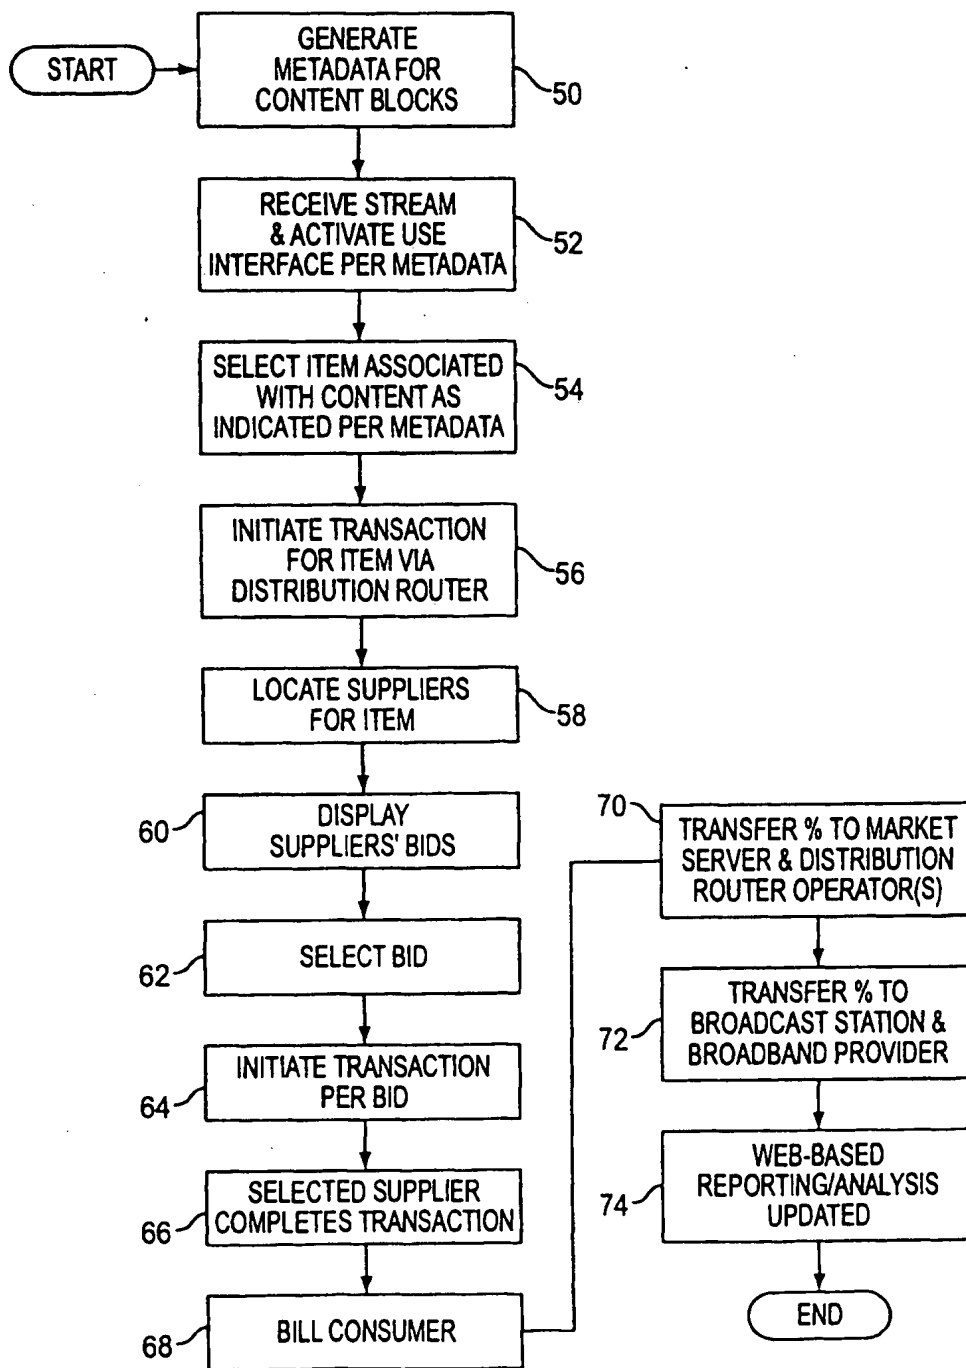 START
GENERATE
METADATA FOR
CONTENT BLOCKS
50
RECEIVE STREAM
& ACTIVATE USE
INTERFACE PER METADATA
52
SELECT ITEM ASSOCIATED
WITH CONTENT AS
INDICATED PER METADATA
54
INITIATE TRANSACTION
FOR ITEM VIA
DISTRIBUTION ROUTER
56
LOCATE SUPPLIERS
FOR ITEM
58
DISPLAY
SUPPLIERS' BIDS
60
SELECT BID
62
INITIATE TRANSACTION
PER BID
64
SELECTED SUPPLIER
COMPLETES TRANSACTION
66
BILL CONSUMER
68
70
TRANSFER % TO MARKET
SERVER & DISTRIBUTION
ROUTER OPERATOR(S)
TRANSFER % TO
BROADCAST STATION &
BROADBAND PROVIDER
72
WEB-BASED
REPORTING/ANALYSIS
UPDATED
74
END